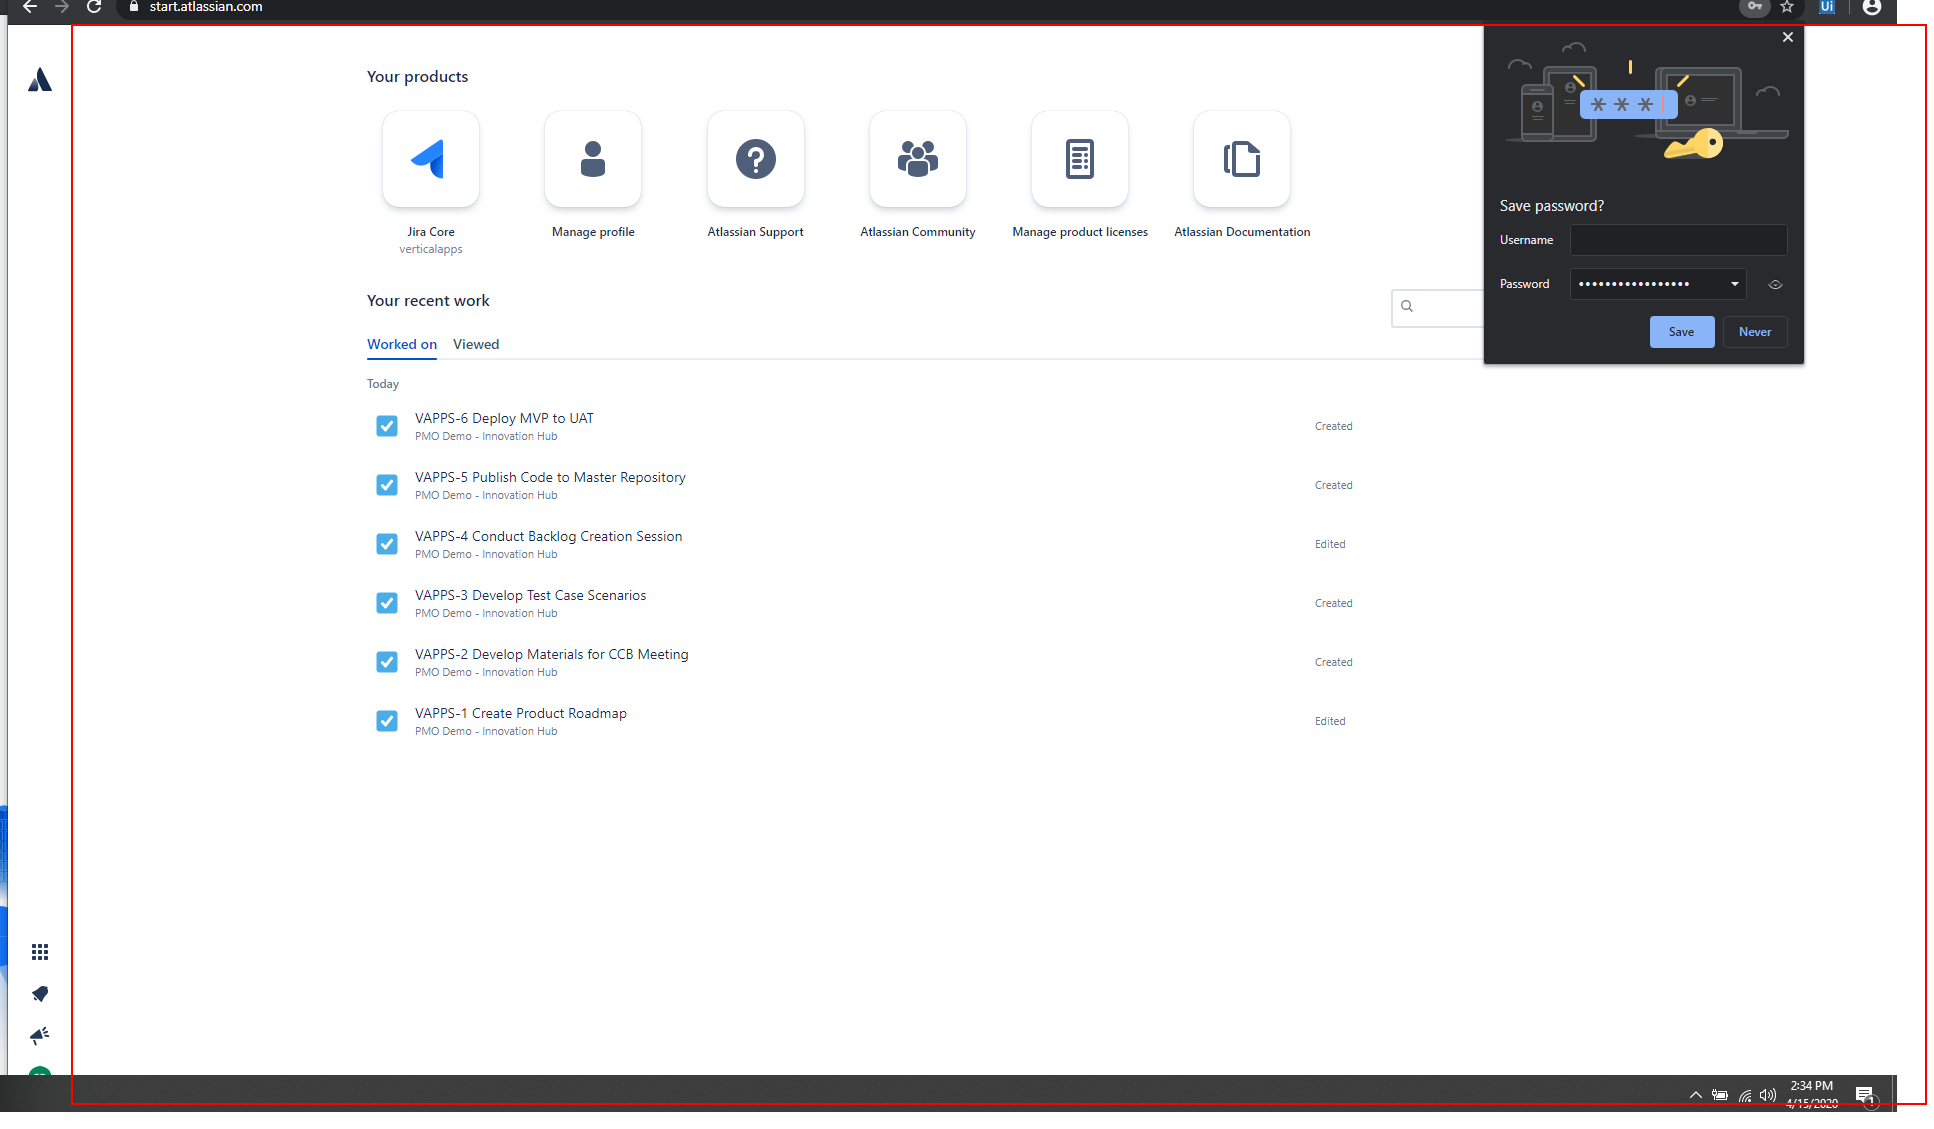 start.atlassian.com
Ui
Your products
Jira Core
verticalapps
Manage profile
Atlassian Support
Atlassian Community
Manage product licenses
Atlassian Documentation
Save password?
Username
Password
Save
Never
Your recent work
Worked on
Viewed
Today
VAPPS-6 Deploy MVP to UAT
PMO Demo - Innovation Hub
Created
VAPPS-5 Publish Code to Master Repository
PMO Demo - Innovation Hub
Created
VAPPS-4 Conduct Backlog Creation Session
PMO Demo - Innovation Hub
Edited
VAPPS-3 Develop Test Case Scenarios
PMO Demo - Innovation Hub
Created
VAPPS-2 Develop Materials for CCB Meeting
PMO Demo - Innovation Hub
Created
VAPPS-1 Create Product Roadmap
PMO Demo - Innovation Hub
Edited
2:34 PM
4/15/2020
1